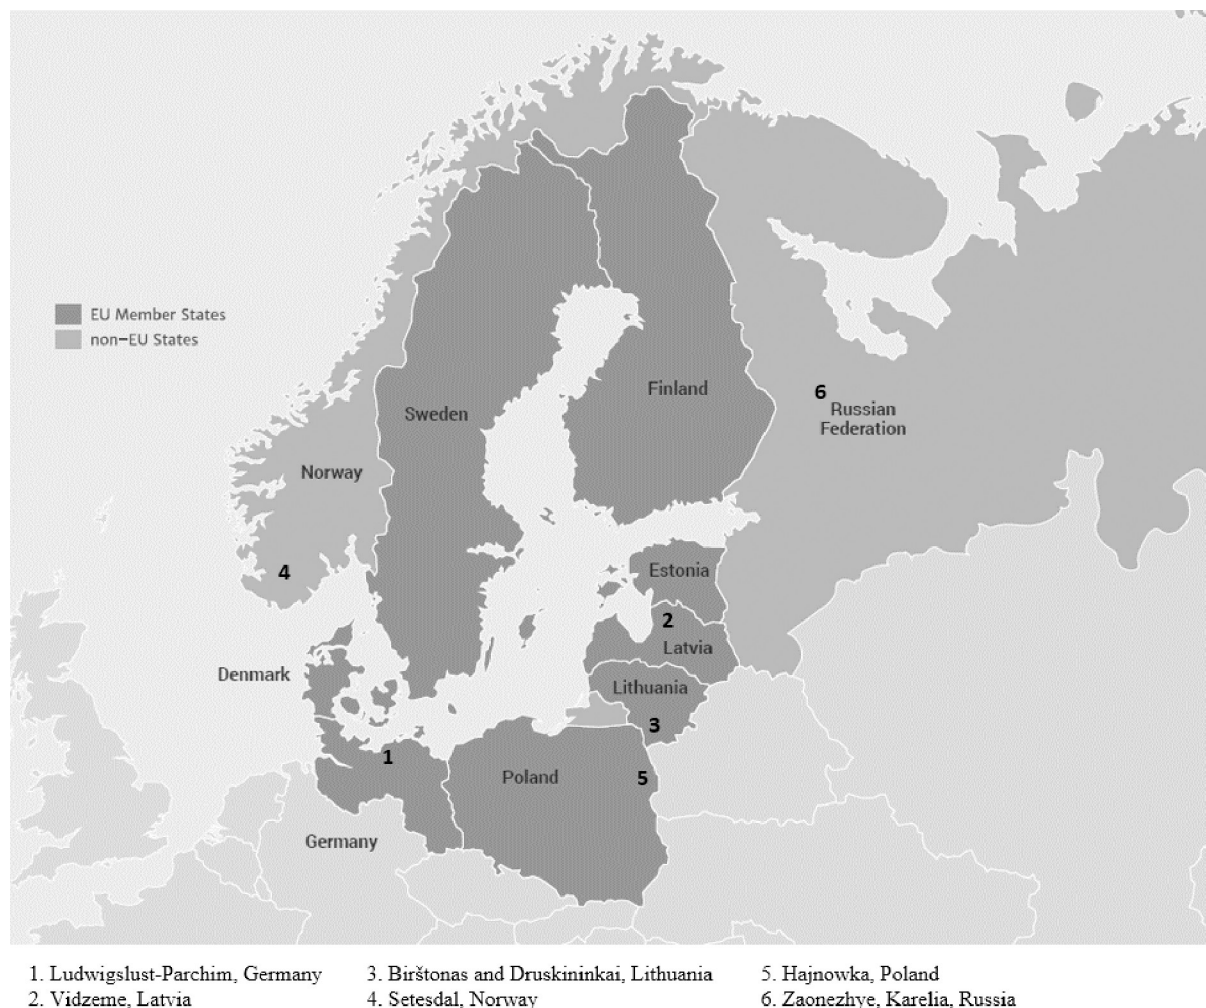 EU Member States
non-EU States
Finland
6
Russian
Federation
Sweden
Norway
4
Estonia
2
Latvia
Denmark
Lithuania
3
1
Poland
5
Germany
1. Ludwigslust-Parchim, Germany 3. Birštonas and Druskininkai, Lithuania 5. Hajnowka, Poland
2. Vidzeme, Latvia 4. Setesdal, Norway 6. Zaonezhye, Karelia, Russia